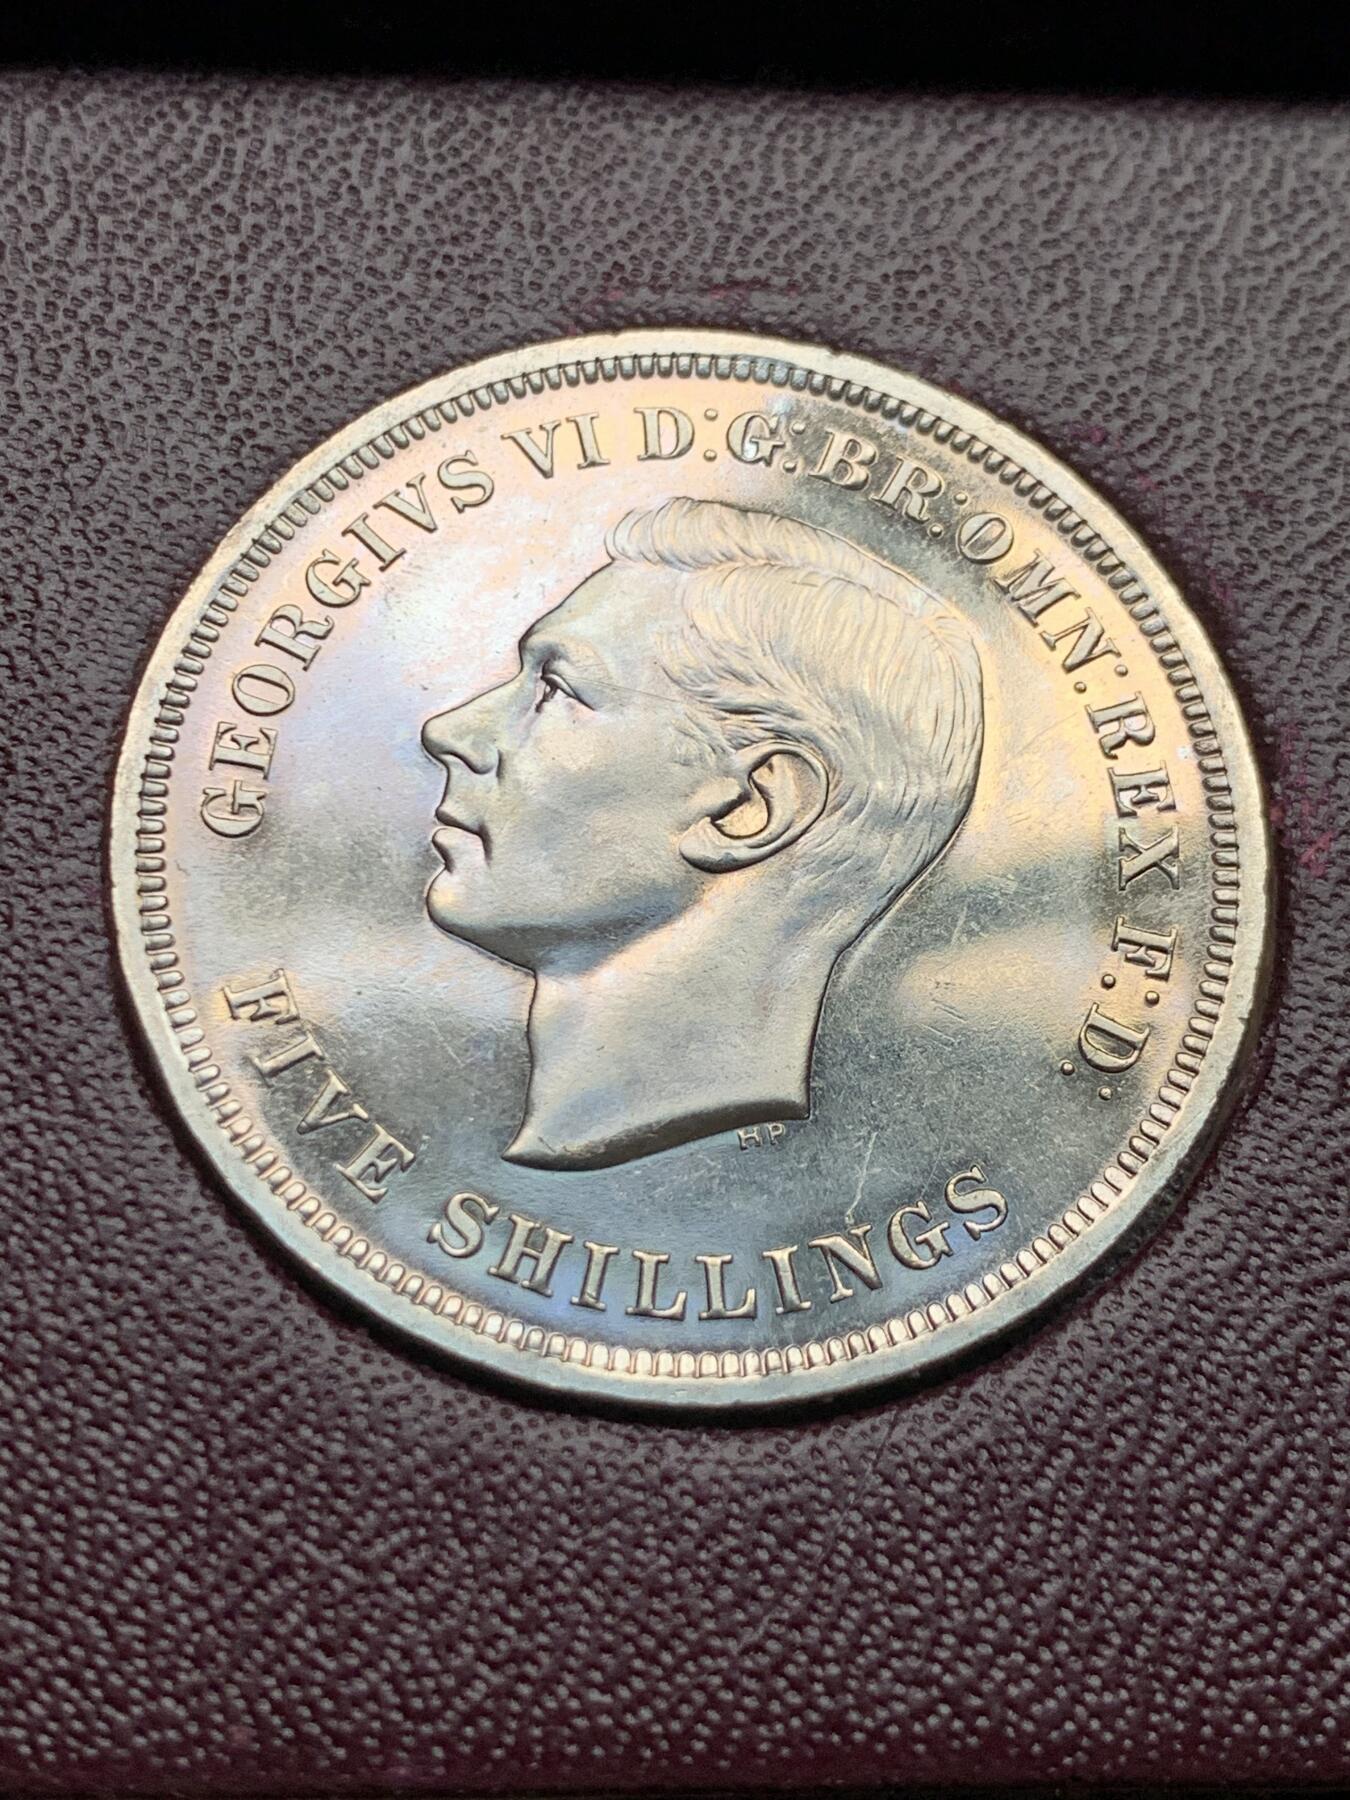 GEORGIVS VI D:G:BR:OMN:REX F:D:
HP
FIVE SHILLINGS